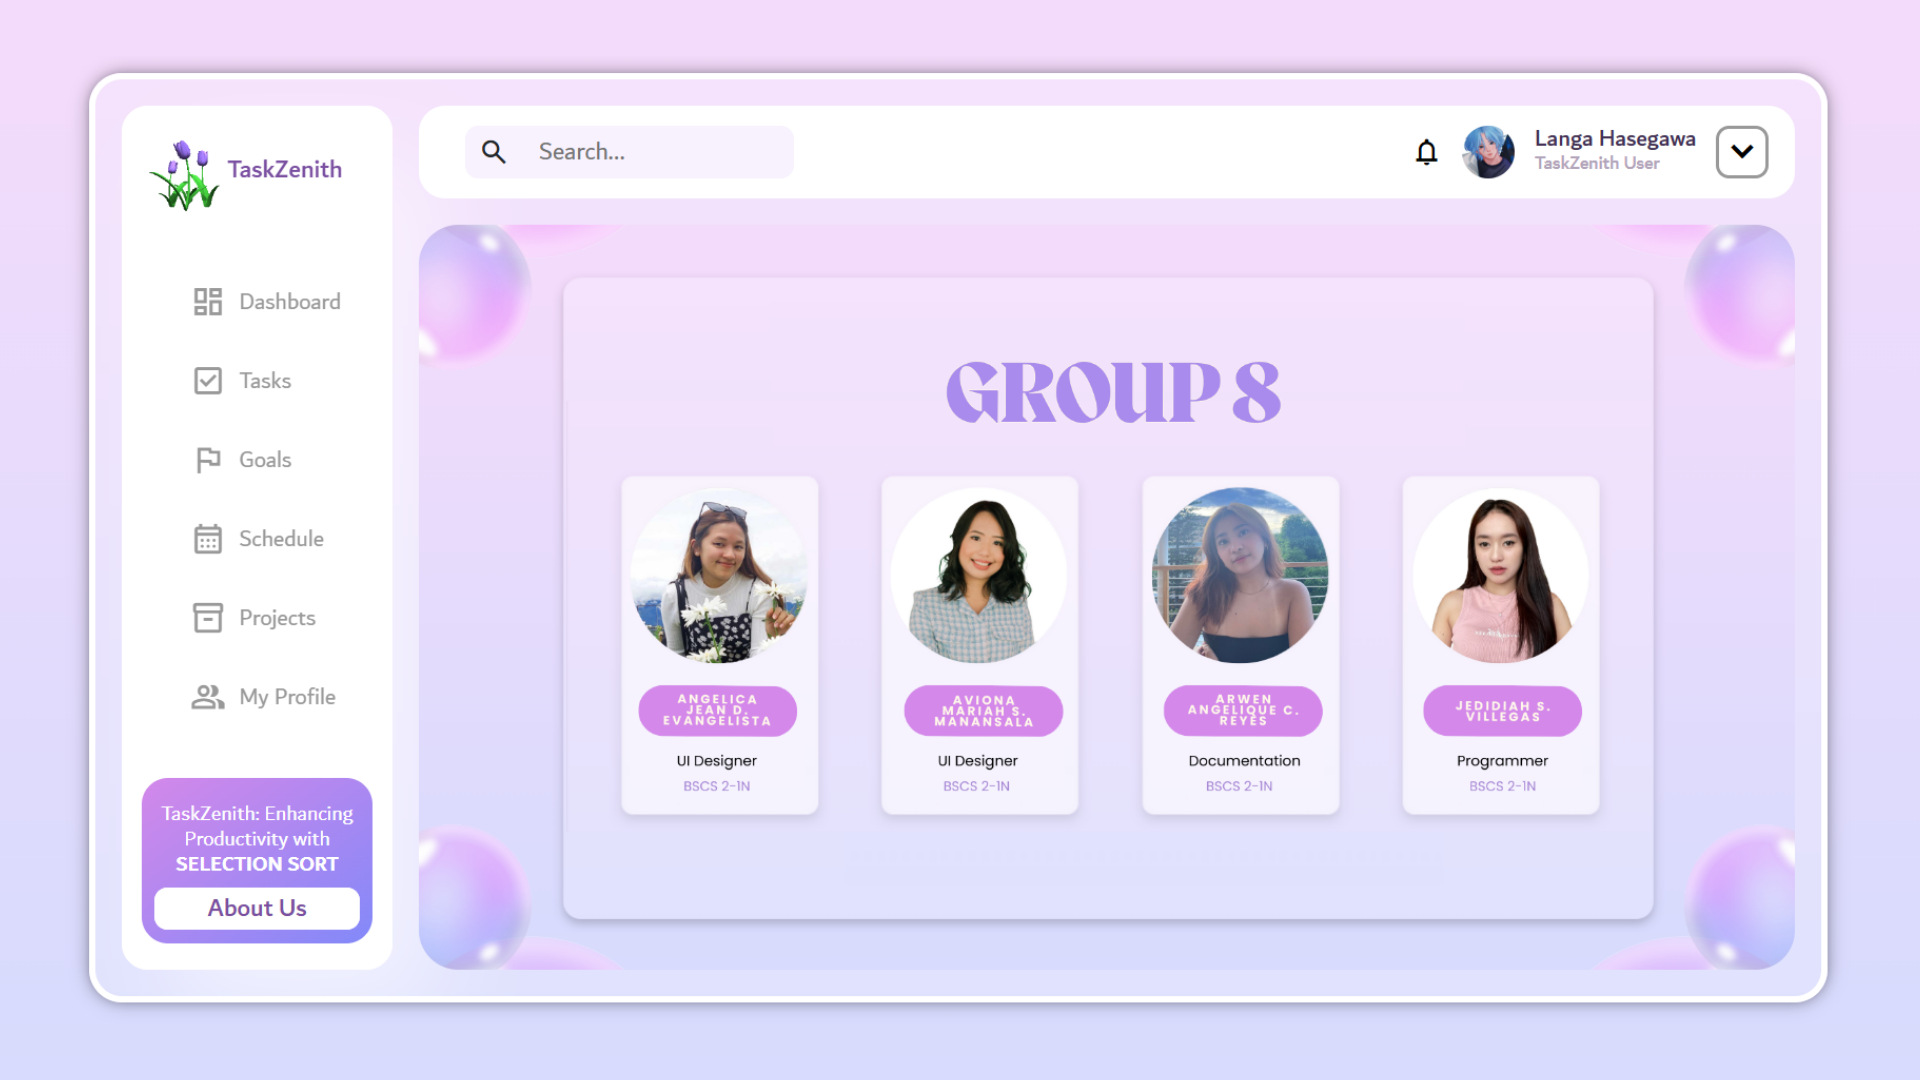 TaskZenith
Search...
Langa Hasegawa
TaskZenith User
Dashboard
Tasks
Goals
Schedule
Projects
My Profile
TaskZenith: Enhancing
Productivity with
SELECTION SORT
About Us
GROUP 8
ANGELICA
JEAN D.
EVANGELISTA
UI Designer
BSCS 2-1N
AVIONA
MARIAH S.
MANANSALA
UI Designer
BSCS 2-1N
ARWEN
ANGELIQUE C.
REYES
Documentation
BSCS 2-1N
JEDIDIAH S.
VILLEGAS
Programmer
BSCS 2-1N